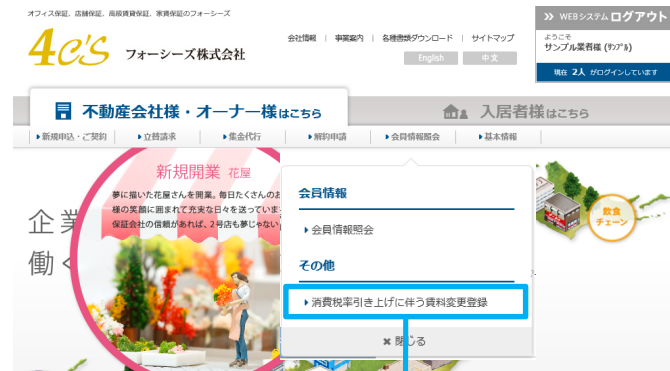 オフィス保証、店舗保証、高級賃貸保証、家賃保証のフォーシーズ
4C'S フォーシーズ株式会社
会社情報 | 事業案内 | 各種書類ダウンロード | サイトマップ
English 中文
>> WEBシステム ログアウト
ようこそ
サンプル業者様 (ｻﾝﾌﾟﾙ)
現在 2人 がログインしています
不動産会社様・オーナー様はこちら
入居者様はこちら
新規申込・ご契約 立替請求 集金代行 解約申請 会員情報照会 基本情報
新規開業 花屋
夢に描いた花屋さんを開業。毎日たくさんのお
様の笑顔に囲まれて充実な日々を送っていま
保証会社の信頼があれば、2号店も夢じゃない
企業
働く
会員情報
会員情報照会
その他
消費税率引き上げに伴う賃料変更登録
✖ 閉じる
飲食
チェーン